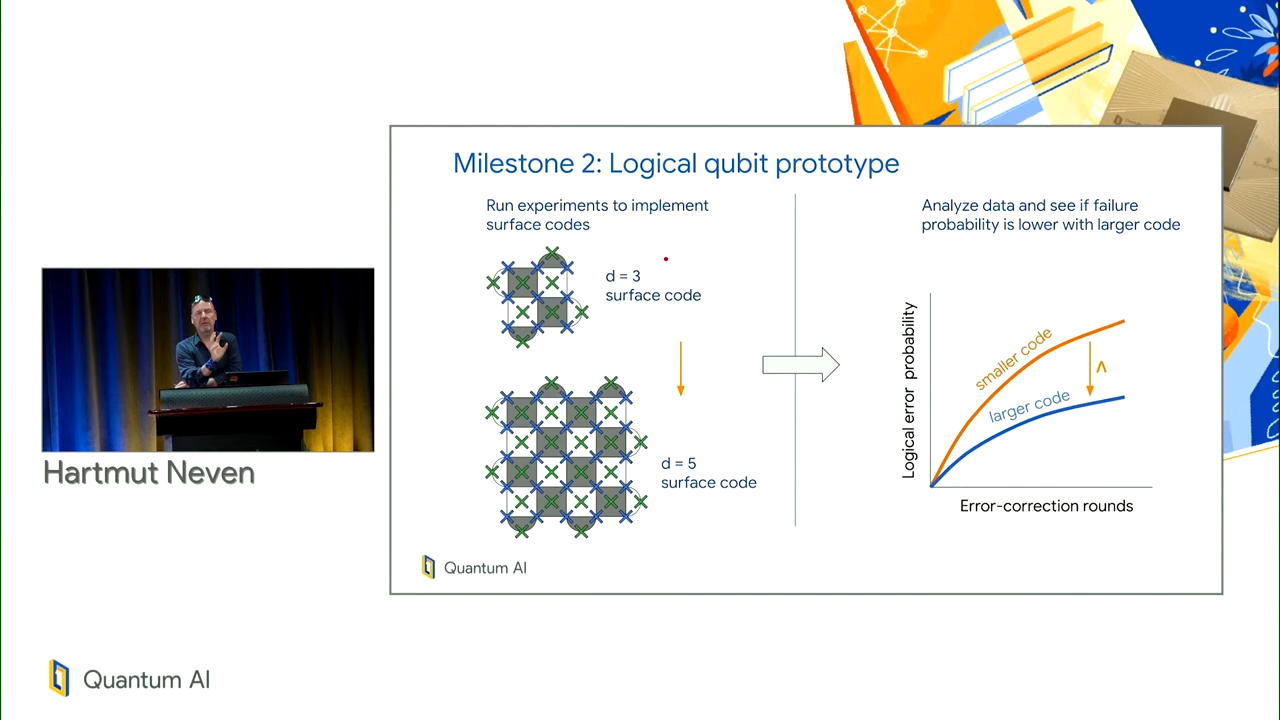 Milestone 2: Logical qubit prototype
Run experiments to implement
surface codes
d = 3
surface code
d = 5
surface code
Analyze data and see if failure
probability is lower with larger code
Logical error probability
smaller code
larger code
Λ
Error-correction rounds
Quantum AI
Hartmut Neven
Quantum AI